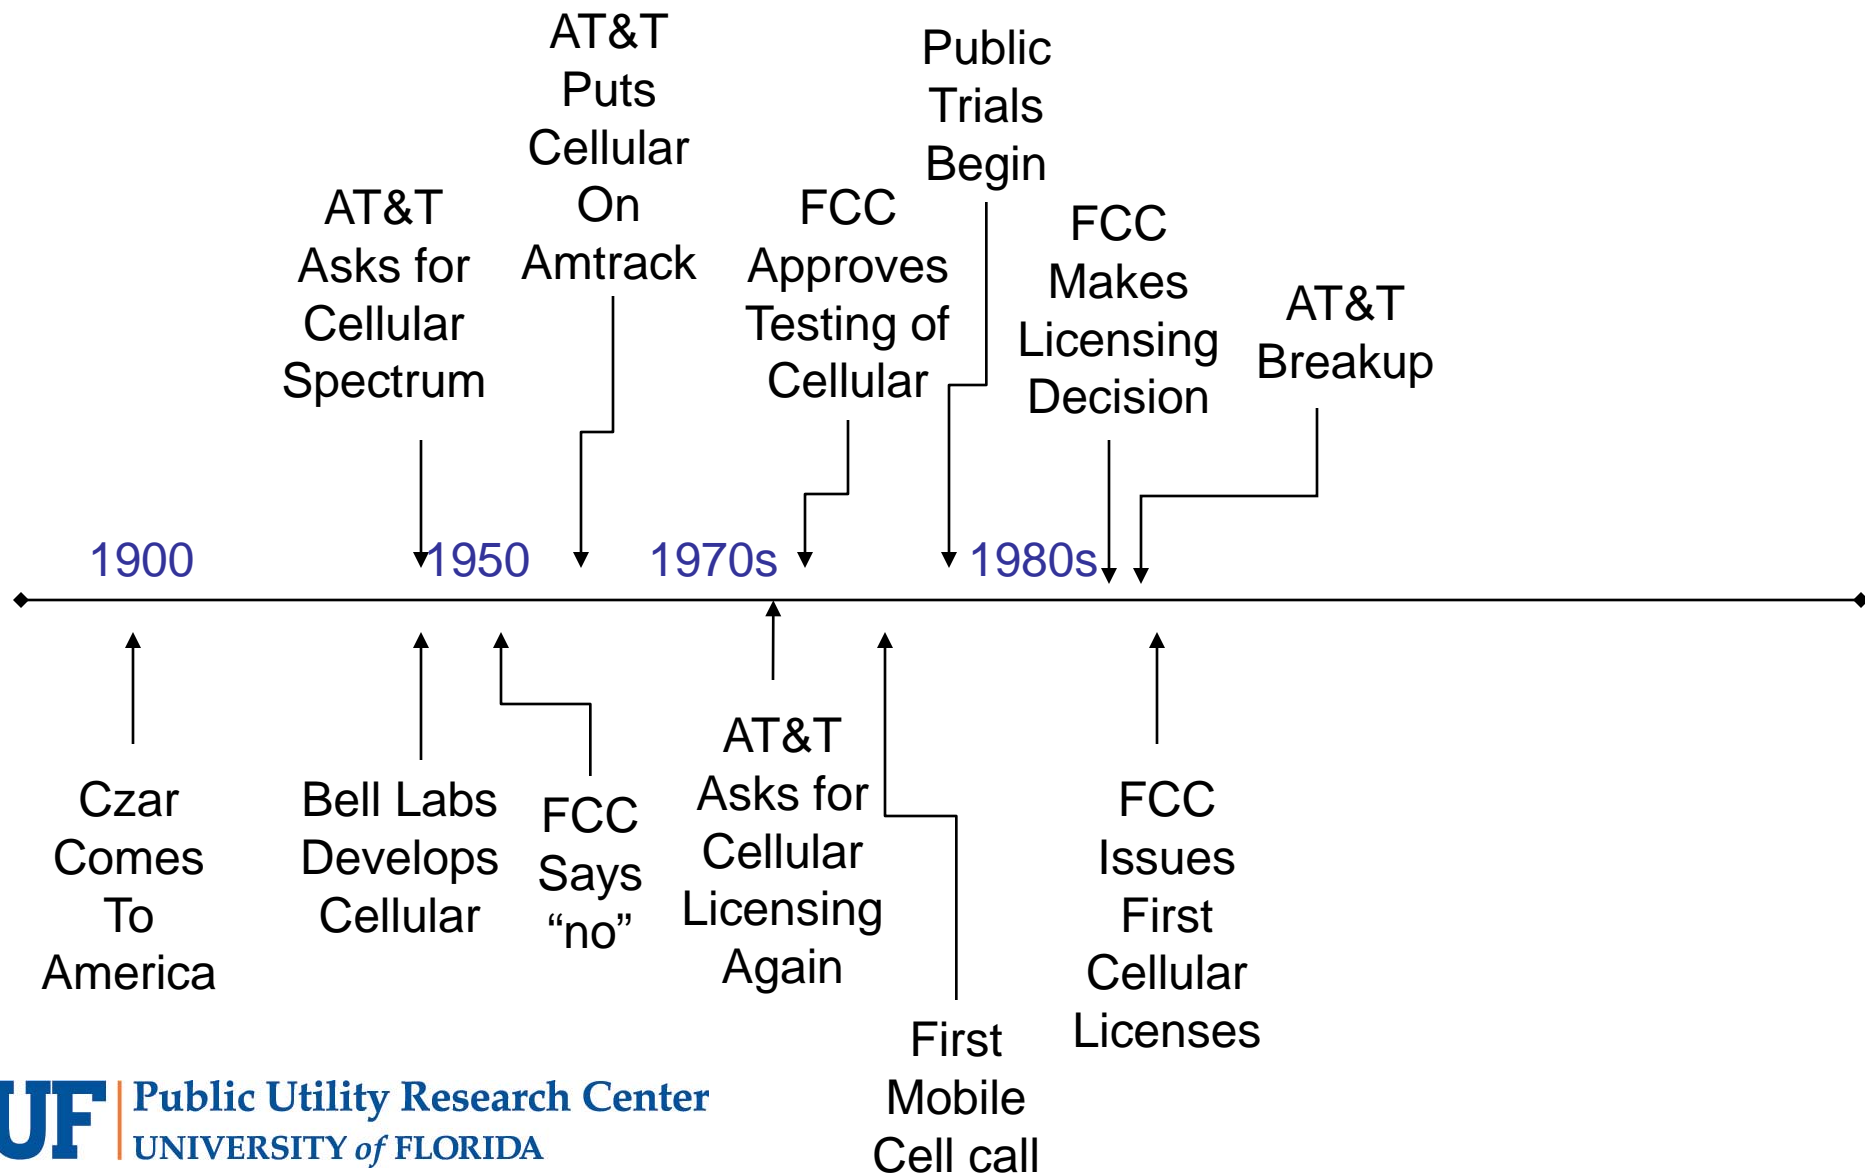 AT&T
Puts
Cellular
On
Amtrack
Public
Trials
Begin
AT&T
Asks for
Cellular
Spectrum
FCC
Approves
Testing of
Cellular
FCC
Makes
Licensing
Decision
AT&T
Breakup
1900
1950
1970s
1980s
Czar
Comes
To
America
Bell Labs
Develops
Cellular
FCC
Says
“no”
AT&T
Asks for
Cellular
Licensing
Again
First
Mobile
Cell call
FCC
Issues
First
Cellular
Licenses
UF
Public Utility Research Center
UNIVERSITY of FLORIDA